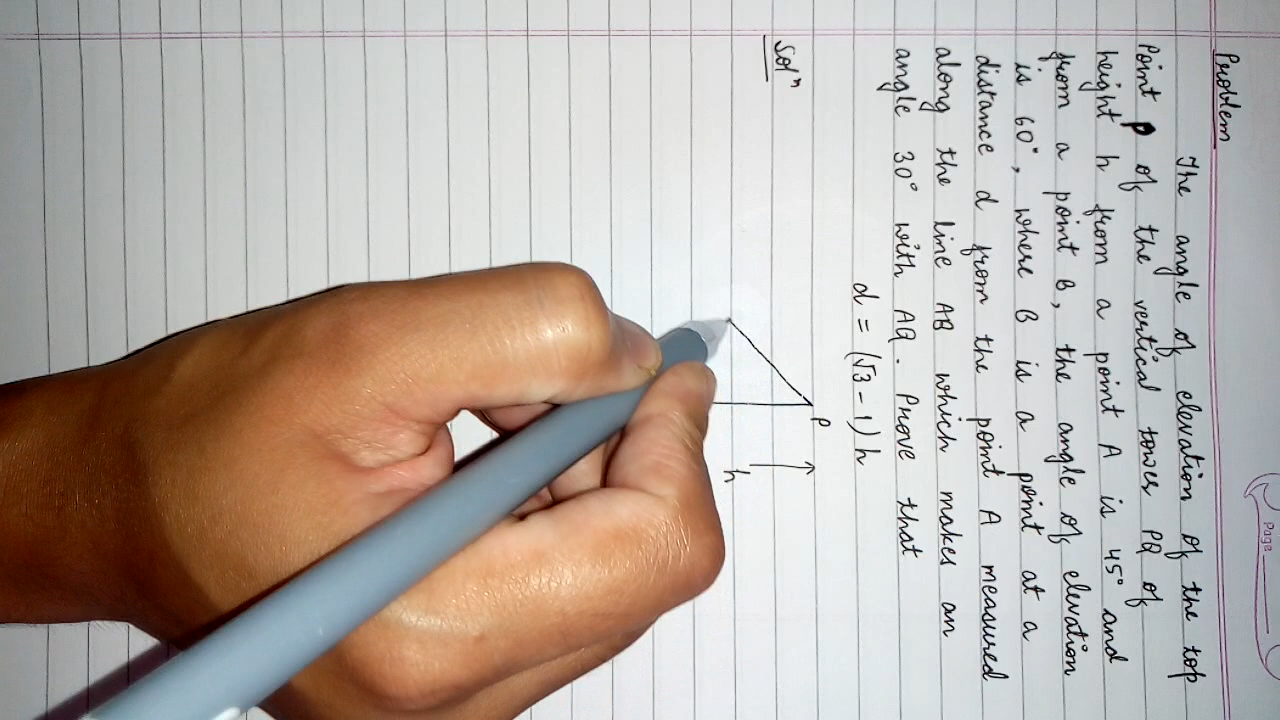 Page
Problem
The angle of elevation of the top
Point P of the vertical tower PQ of
height h from a point A is 45° and
from a point B, the angle of elevation
is 60°, where B is a point at a
distance d from the point A measured
along the line AB which makes an
angle 30° with AQ. Prove that
d = (√3 - 1) h
Solⁿ
P
h